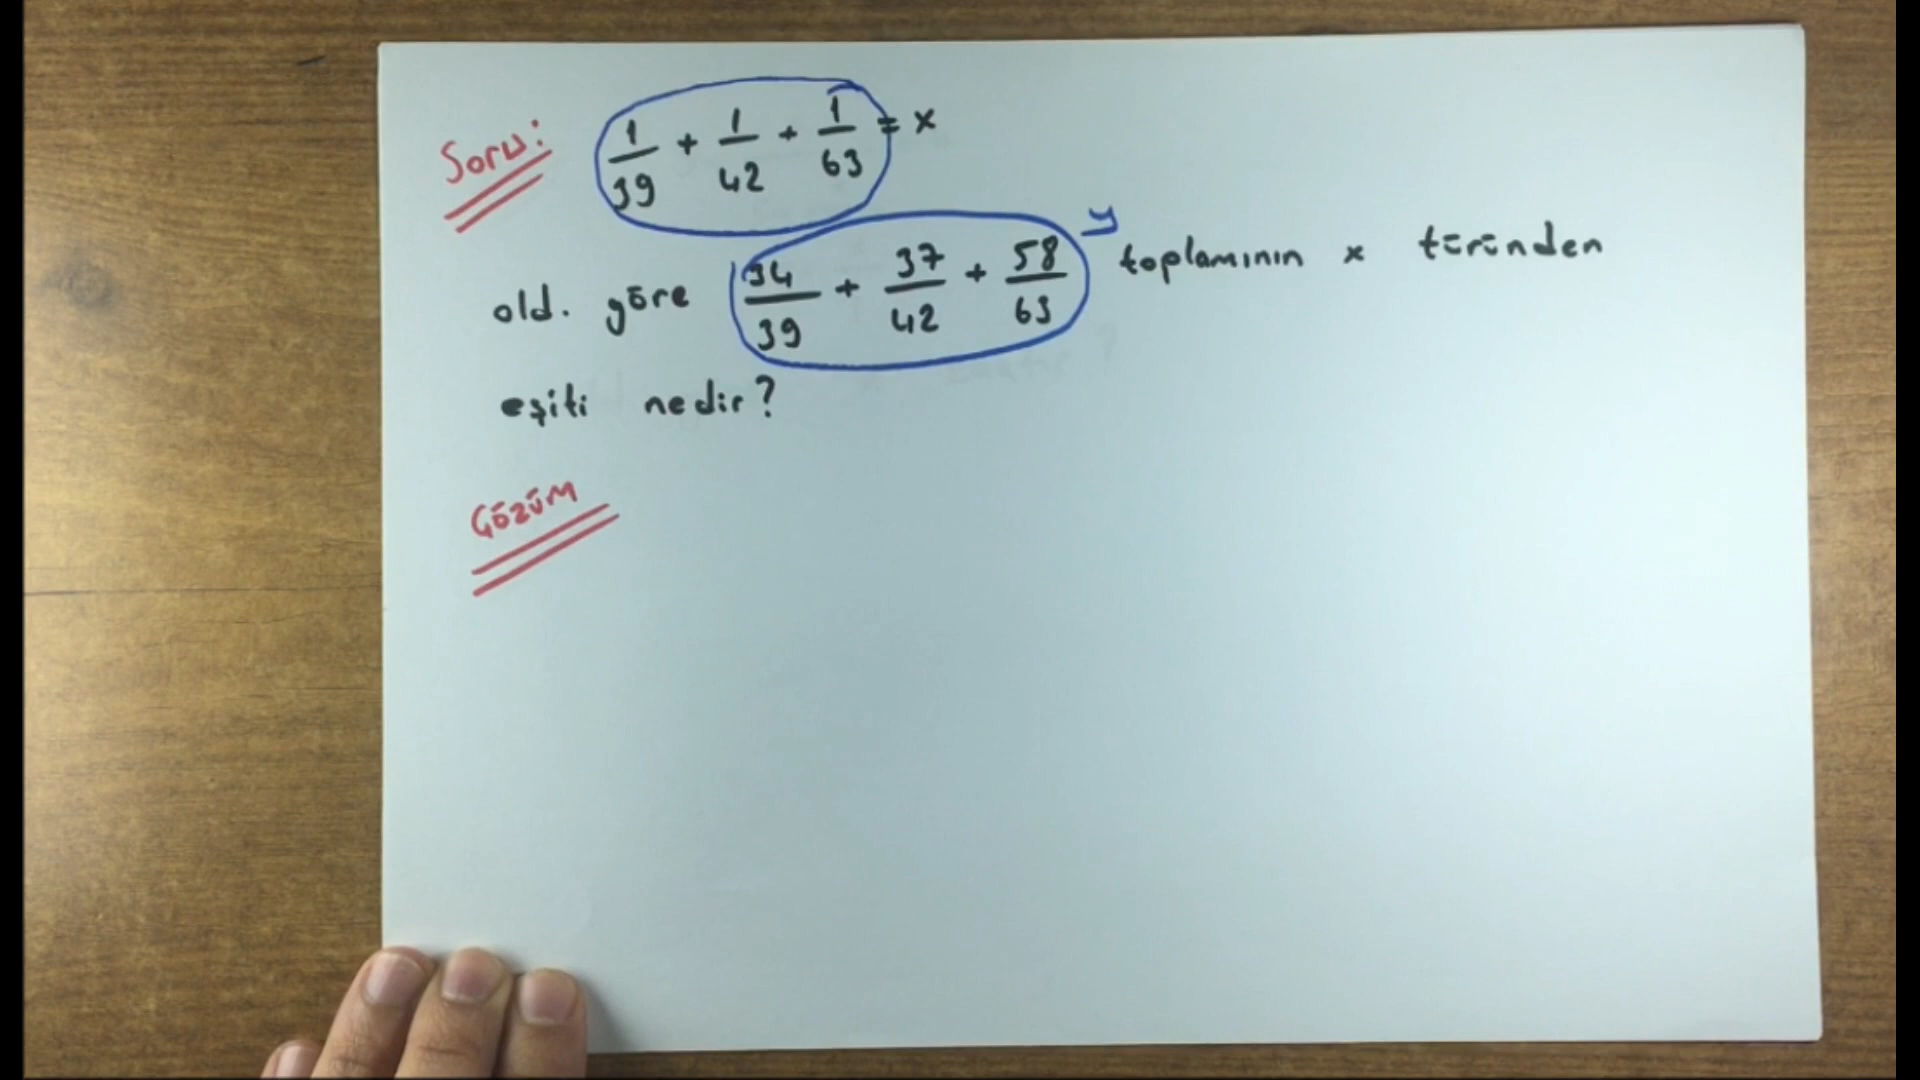 Soru: 1/39 + 1/42 + 1/63 = x
old. göre 34/39 + 37/42 + 58/63 y toplamının x türünden
eşiti nedir?
Çözüm